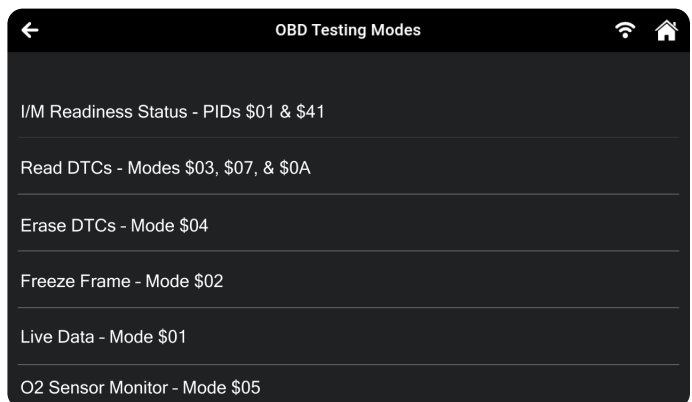 OBD Testing Modes
I/M Readiness Status - PIDs $01 & $41
Read DTCs - Modes $03, $07, & $0A
Erase DTCs - Mode $04
Freeze Frame - Mode $02
Live Data - Mode $01
O2 Sensor Monitor - Mode $05